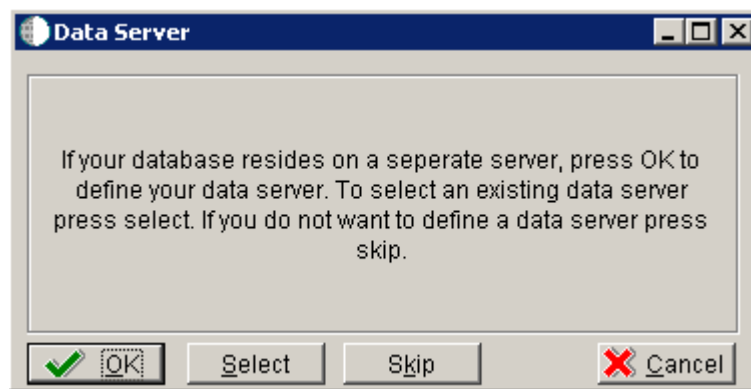 Data Server
If your database resides on a seperate server, press OK to
define your data server. To select an existing data server
press select. If you do not want to define a data server press
skip.
OK Select Skip Cancel